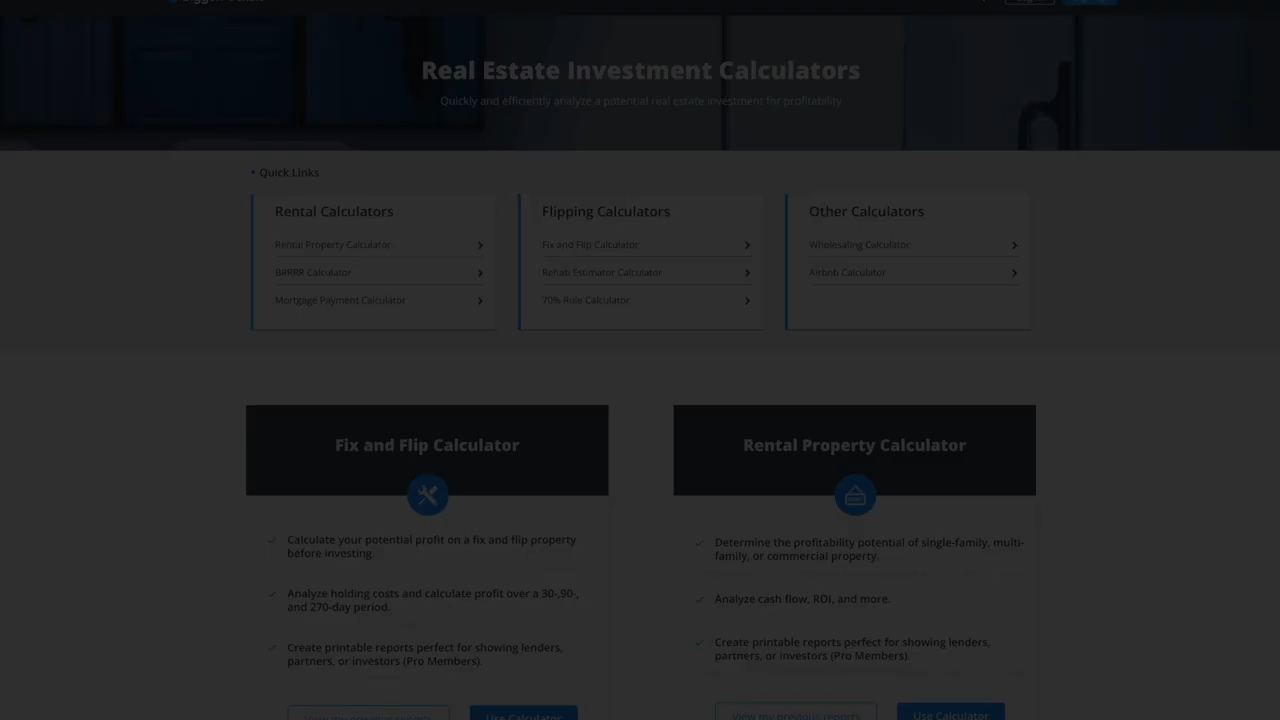 Real Estate Investment Calculators
Quickly and efficiently analyze a potential real estate investment for profitability
Quick Links
Rental Calculators
Rental Property Calculator
BRRRR Calculator
Mortgage Payment Calculator
Flipping Calculators
Fix and Flip Calculator
Rehab Estimator Calculator
70% Rule Calculator
Other Calculators
Wholesaling Calculator
Airbnb Calculator
Fix and Flip Calculator
Calculate your potential profit on a fix and flip property
before investing.
Analyze holding costs and calculate profit over a 30-,90-,
and 270-day period.
Create printable reports perfect for showing lenders,
partners, or investors (Pro Members).
Use Calculator
Rental Property Calculator
Determine the profitability potential of single-family, multi-
family, or commercial property.
Analyze cash flow, ROI, and more.
Create printable reports perfect for showing lenders,
partners, or investors (Pro Members).
View my previous reports
Use Calculator